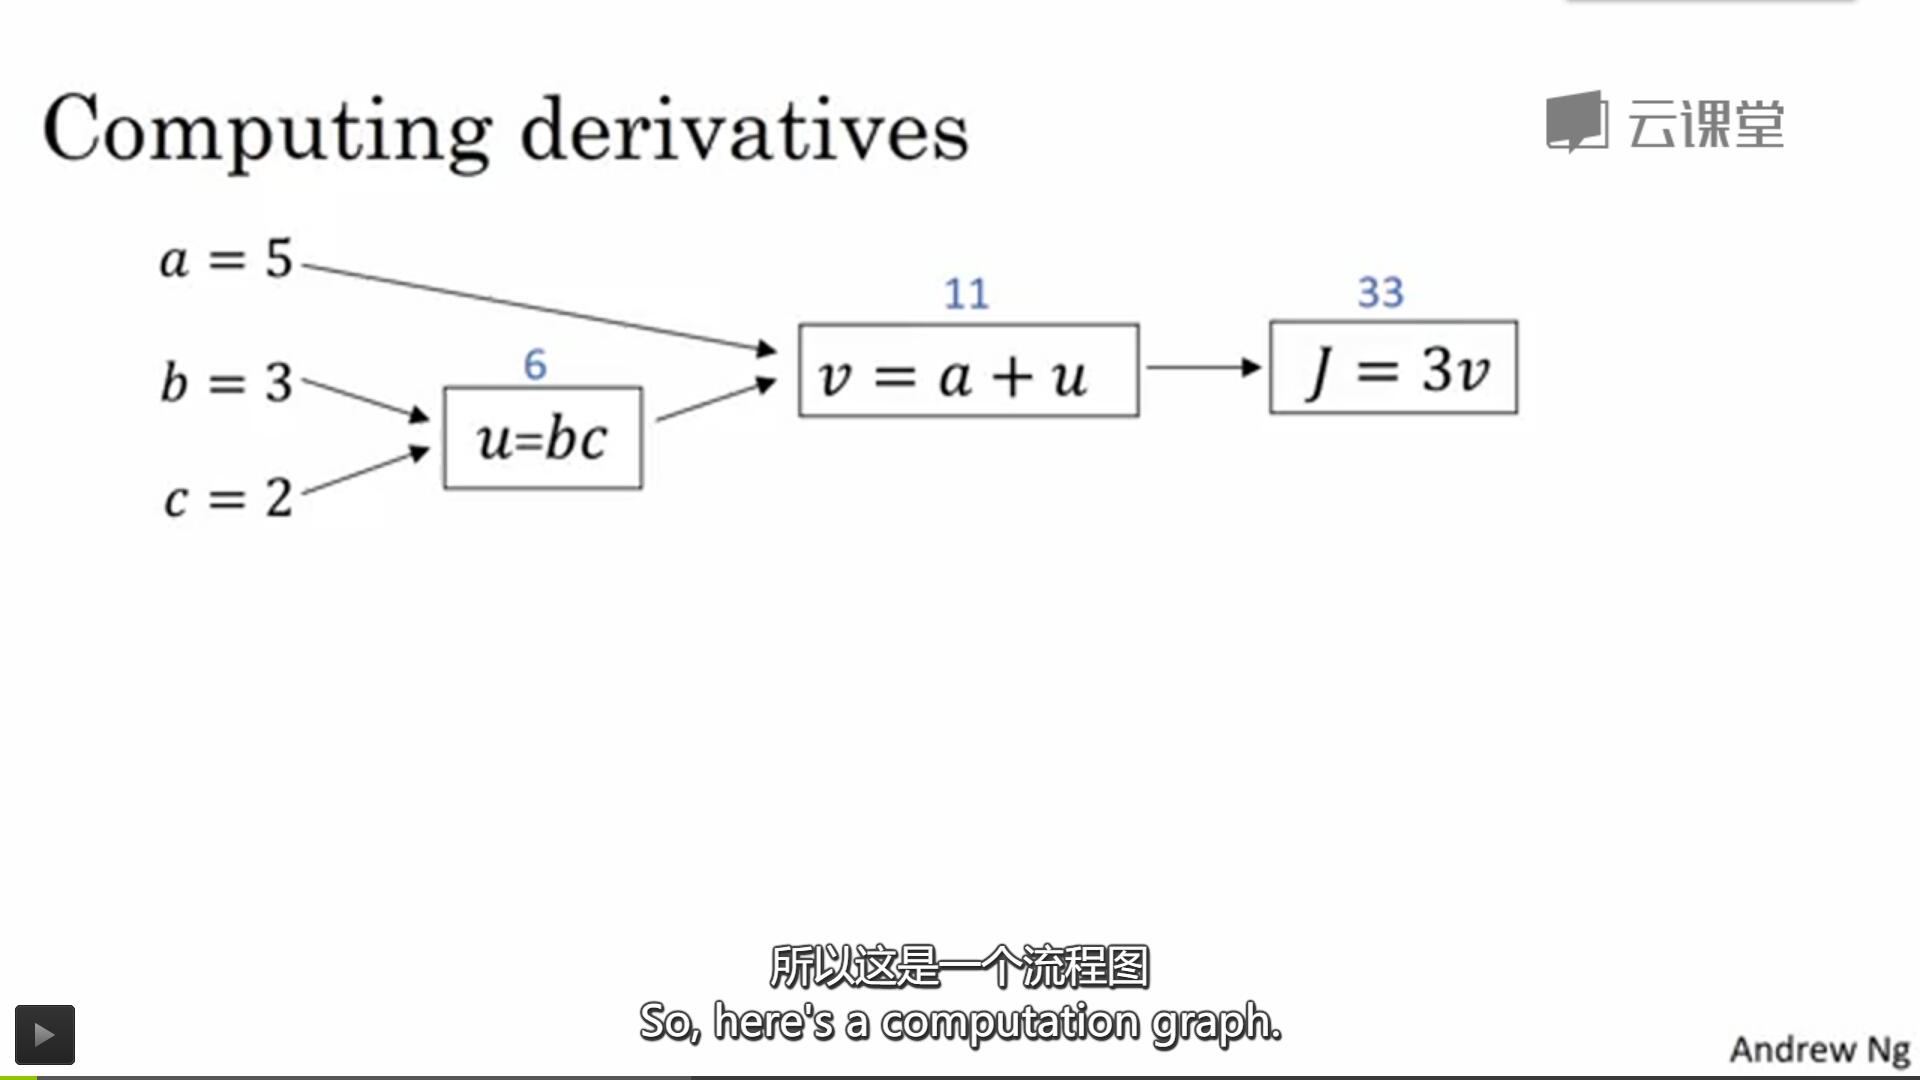 Computing derivatives
云课堂
a = 5
11
33
6
b = 3
u=bc
v = a + u
J = 3v
c = 2
所以这是一个流程图
So, here's a computation graph.
Andrew Ng